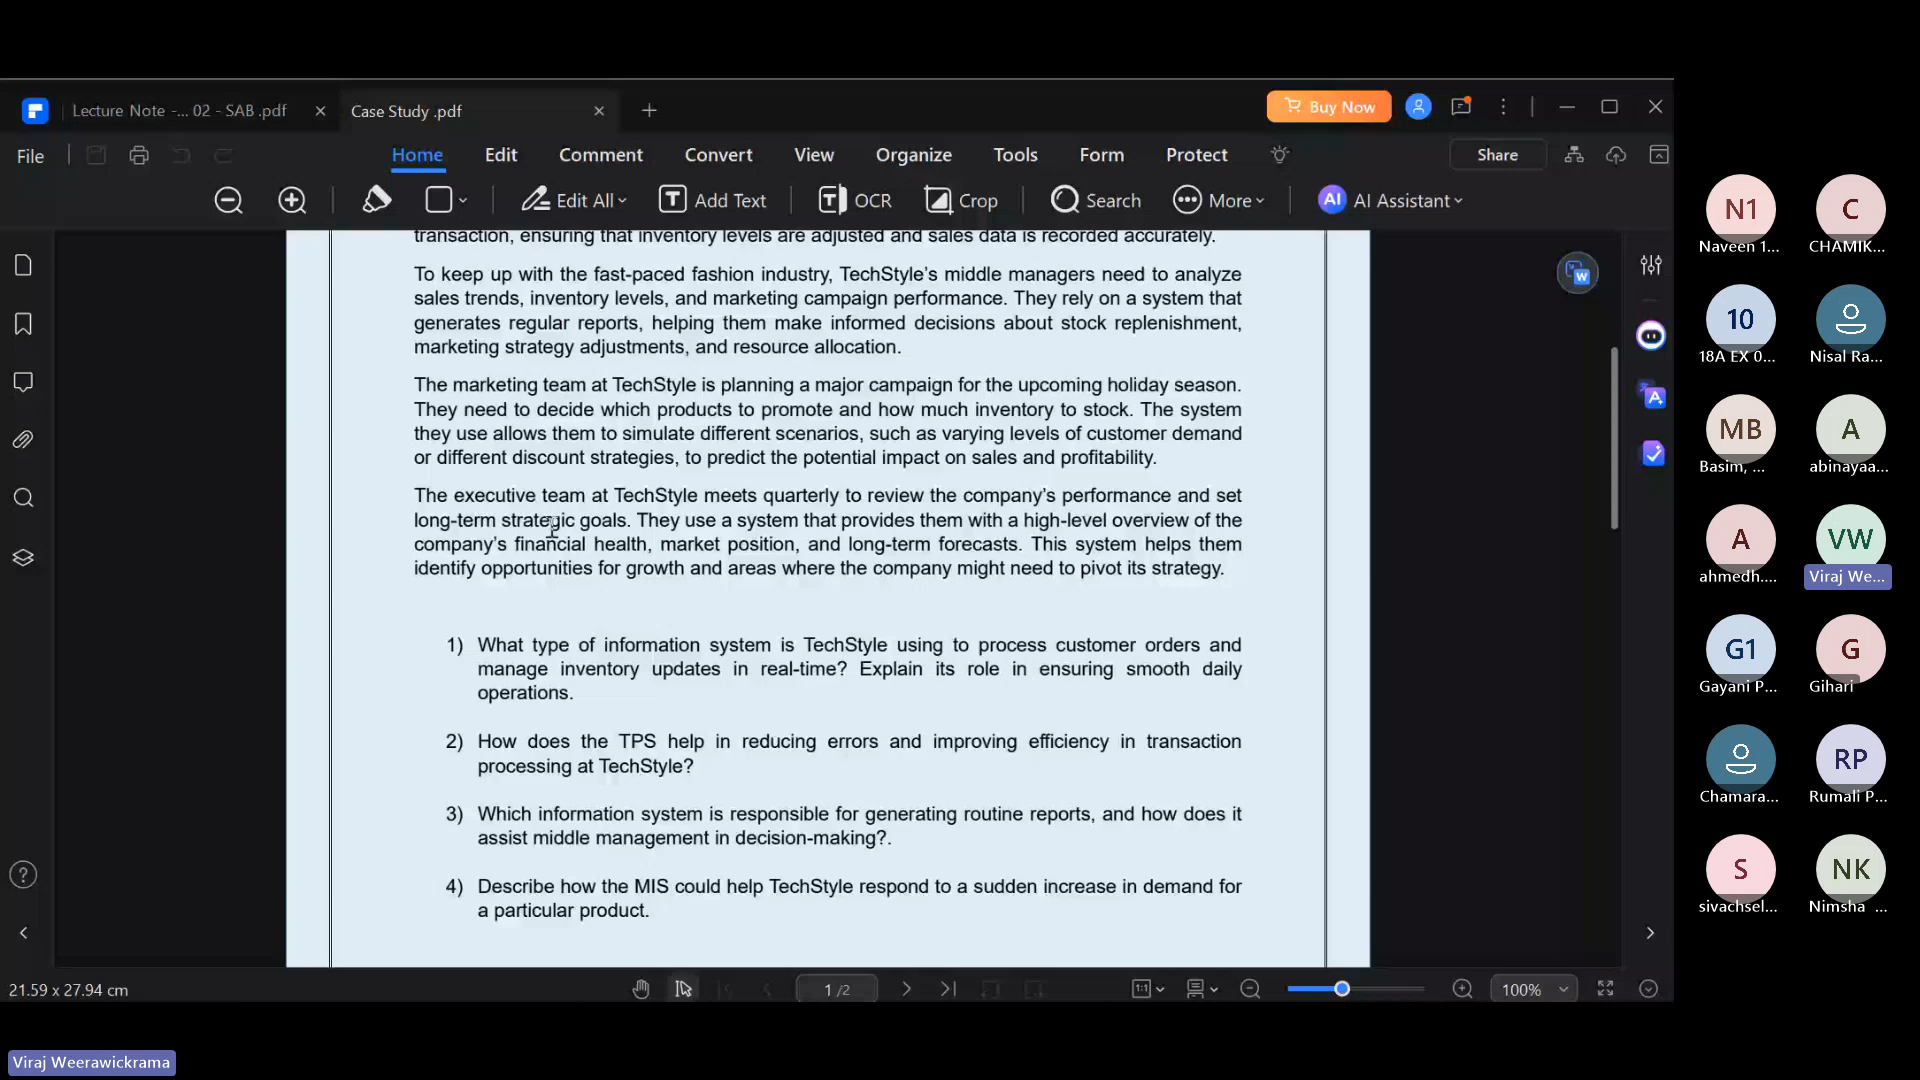 Lecture Note -... 02 - SAB .pdf
Case Study .pdf
Buy Now
File
Home
Edit
Comment
Convert
View
Organize
Tools
Form
Protect
Share
Edit All
Add Text
OCR
Crop
Search
More
AI Assistant
transaction, ensuring that inventory levels are adjusted and sales data is recorded accurately.
To keep up with the fast-paced fashion industry, TechStyle's middle managers need to analyze
sales trends, inventory levels, and marketing campaign performance. They rely on a system that
generates regular reports, helping them make informed decisions about stock replenishment,
marketing strategy adjustments, and resource allocation.
The marketing team at TechStyle is planning a major campaign for the upcoming holiday season.
They need to decide which products to promote and how much inventory to stock. The system
they use allows them to simulate different scenarios, such as varying levels of customer demand
or different discount strategies, to predict the potential impact on sales and profitability.
The executive team at TechStyle meets quarterly to review the company's performance and set
long-term strategic goals. They use a system that provides them with a high-level overview of the
company's financial health, market position, and long-term forecasts. This system helps them
identify opportunities for growth and areas where the company might need to pivot its strategy.
1) What type of information system is TechStyle using to process customer orders and
manage inventory updates in real-time? Explain its role in ensuring smooth daily
operations.
2) How does the TPS help in reducing errors and improving efficiency in transaction
processing at TechStyle?
3) Which information system is responsible for generating routine reports, and how does it
assist middle management in decision-making?.
4) Describe how the MIS could help TechStyle respond to a sudden increase in demand for
a particular product.
21.59 x 27.94 cm
1 /2
100%
N1
Naveen 1...
C
CHAMIK...
10
18A EX 0...
Nisal Ra...
MB
Basim, ...
A
abinayaa...
A
ahmedh....
VW
Viraj We...
G1
Gayani P...
G
Gihari
Chamara...
RP
Rumali P...
S
sivachsel...
NK
Nimsha ...
Viraj Weerawickrama